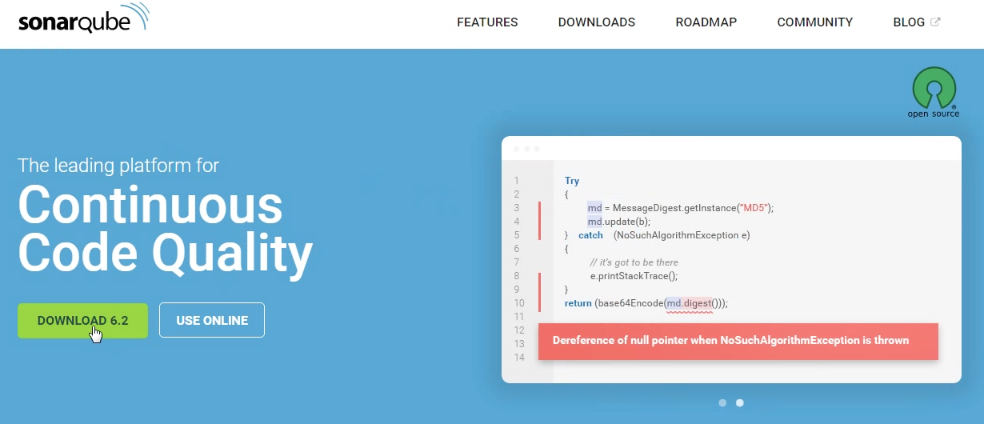 sonarqube
FEATURES
DOWNLOADS
ROADMAP
COMMUNITY
BLOG
open source
The leading platform for
Continuous
Code Quality
DOWNLOAD 6.2
USE ONLINE
1 Try
2 {
3 md = MessageDigest.getInstance("MD5");
4 md.update(b);
5 } catch (NoSuchAlgorithmException e)
6 {
7 // it's got to be there
8 e.printStackTrace();
9 }
10 return (base64Encode(md.digest()));
11
12
13 Dereference of null pointer when NoSuchAlgorithmException is thrown
14